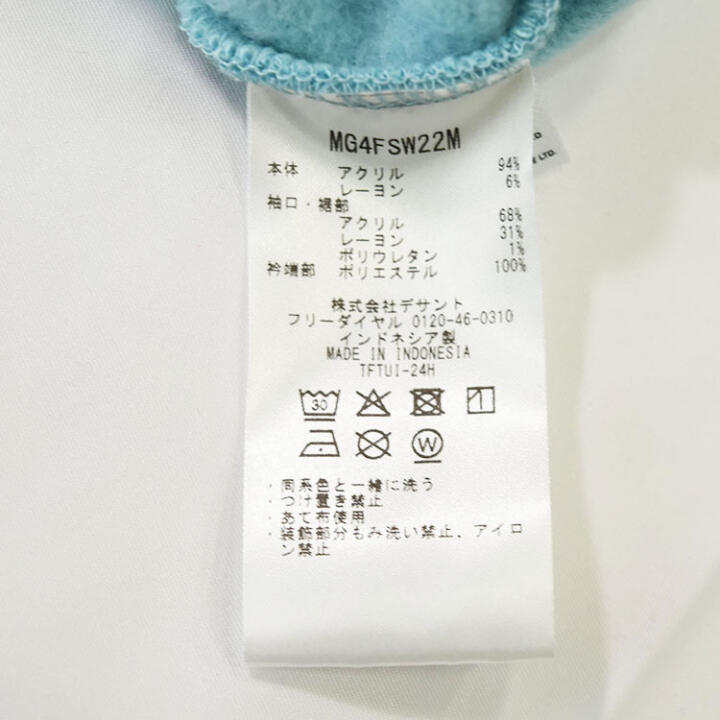 MG4FSW22M
本体 アクリル 94%
レーヨン 6%
袖口・裾部
アクリル 68%
レーヨン 31%
ポリウレタン 1%
衿端部 ポリエステル 100%
株式会社デサント
フリーダイヤル 0120-46-0310
インドネシア製
MADE IN INDONESIA
TFTUI-24H
30
W
・同系色と一緒に洗う
・つけ置き禁止
・あて布使用
・装飾部分もみ洗い禁止、アイロ
ン禁止
LTD.